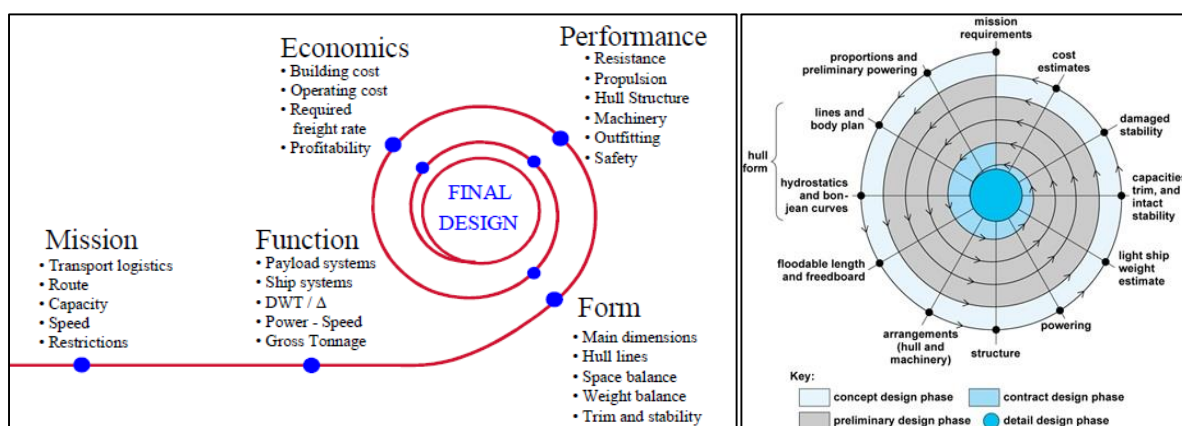 Economics
• Building cost
• Operating cost
• Required
freight rate
• Profitability
Performance
• Resistance
• Propulsion
• Hull Structure
• Machinery
• Outfitting
• Safety
FINAL
DESIGN
Mission
• Transport logistics
• Route
• Capacity
• Speed
• Restrictions
Function
• Payload systems
• Ship systems
• DWT / Δ
• Power - Speed
• Gross Tonnage
Form
• Main dimensions
• Hull lines
• Space balance
• Weight balance
• Trim and stability
mission
requirements
cost
estimates
damaged
stability
capacities,
trim, and
intact
stability
light ship
weight
estimate
powering
structure
arrangements
(hull and
machinery)
floodable length
and freedboard
hydrostatics
and bon-
jean curves
lines and
body plan
hull
form
proportions and
preliminary powering
Key:
concept design phase
contract design phase
preliminary design phase
detail design phase